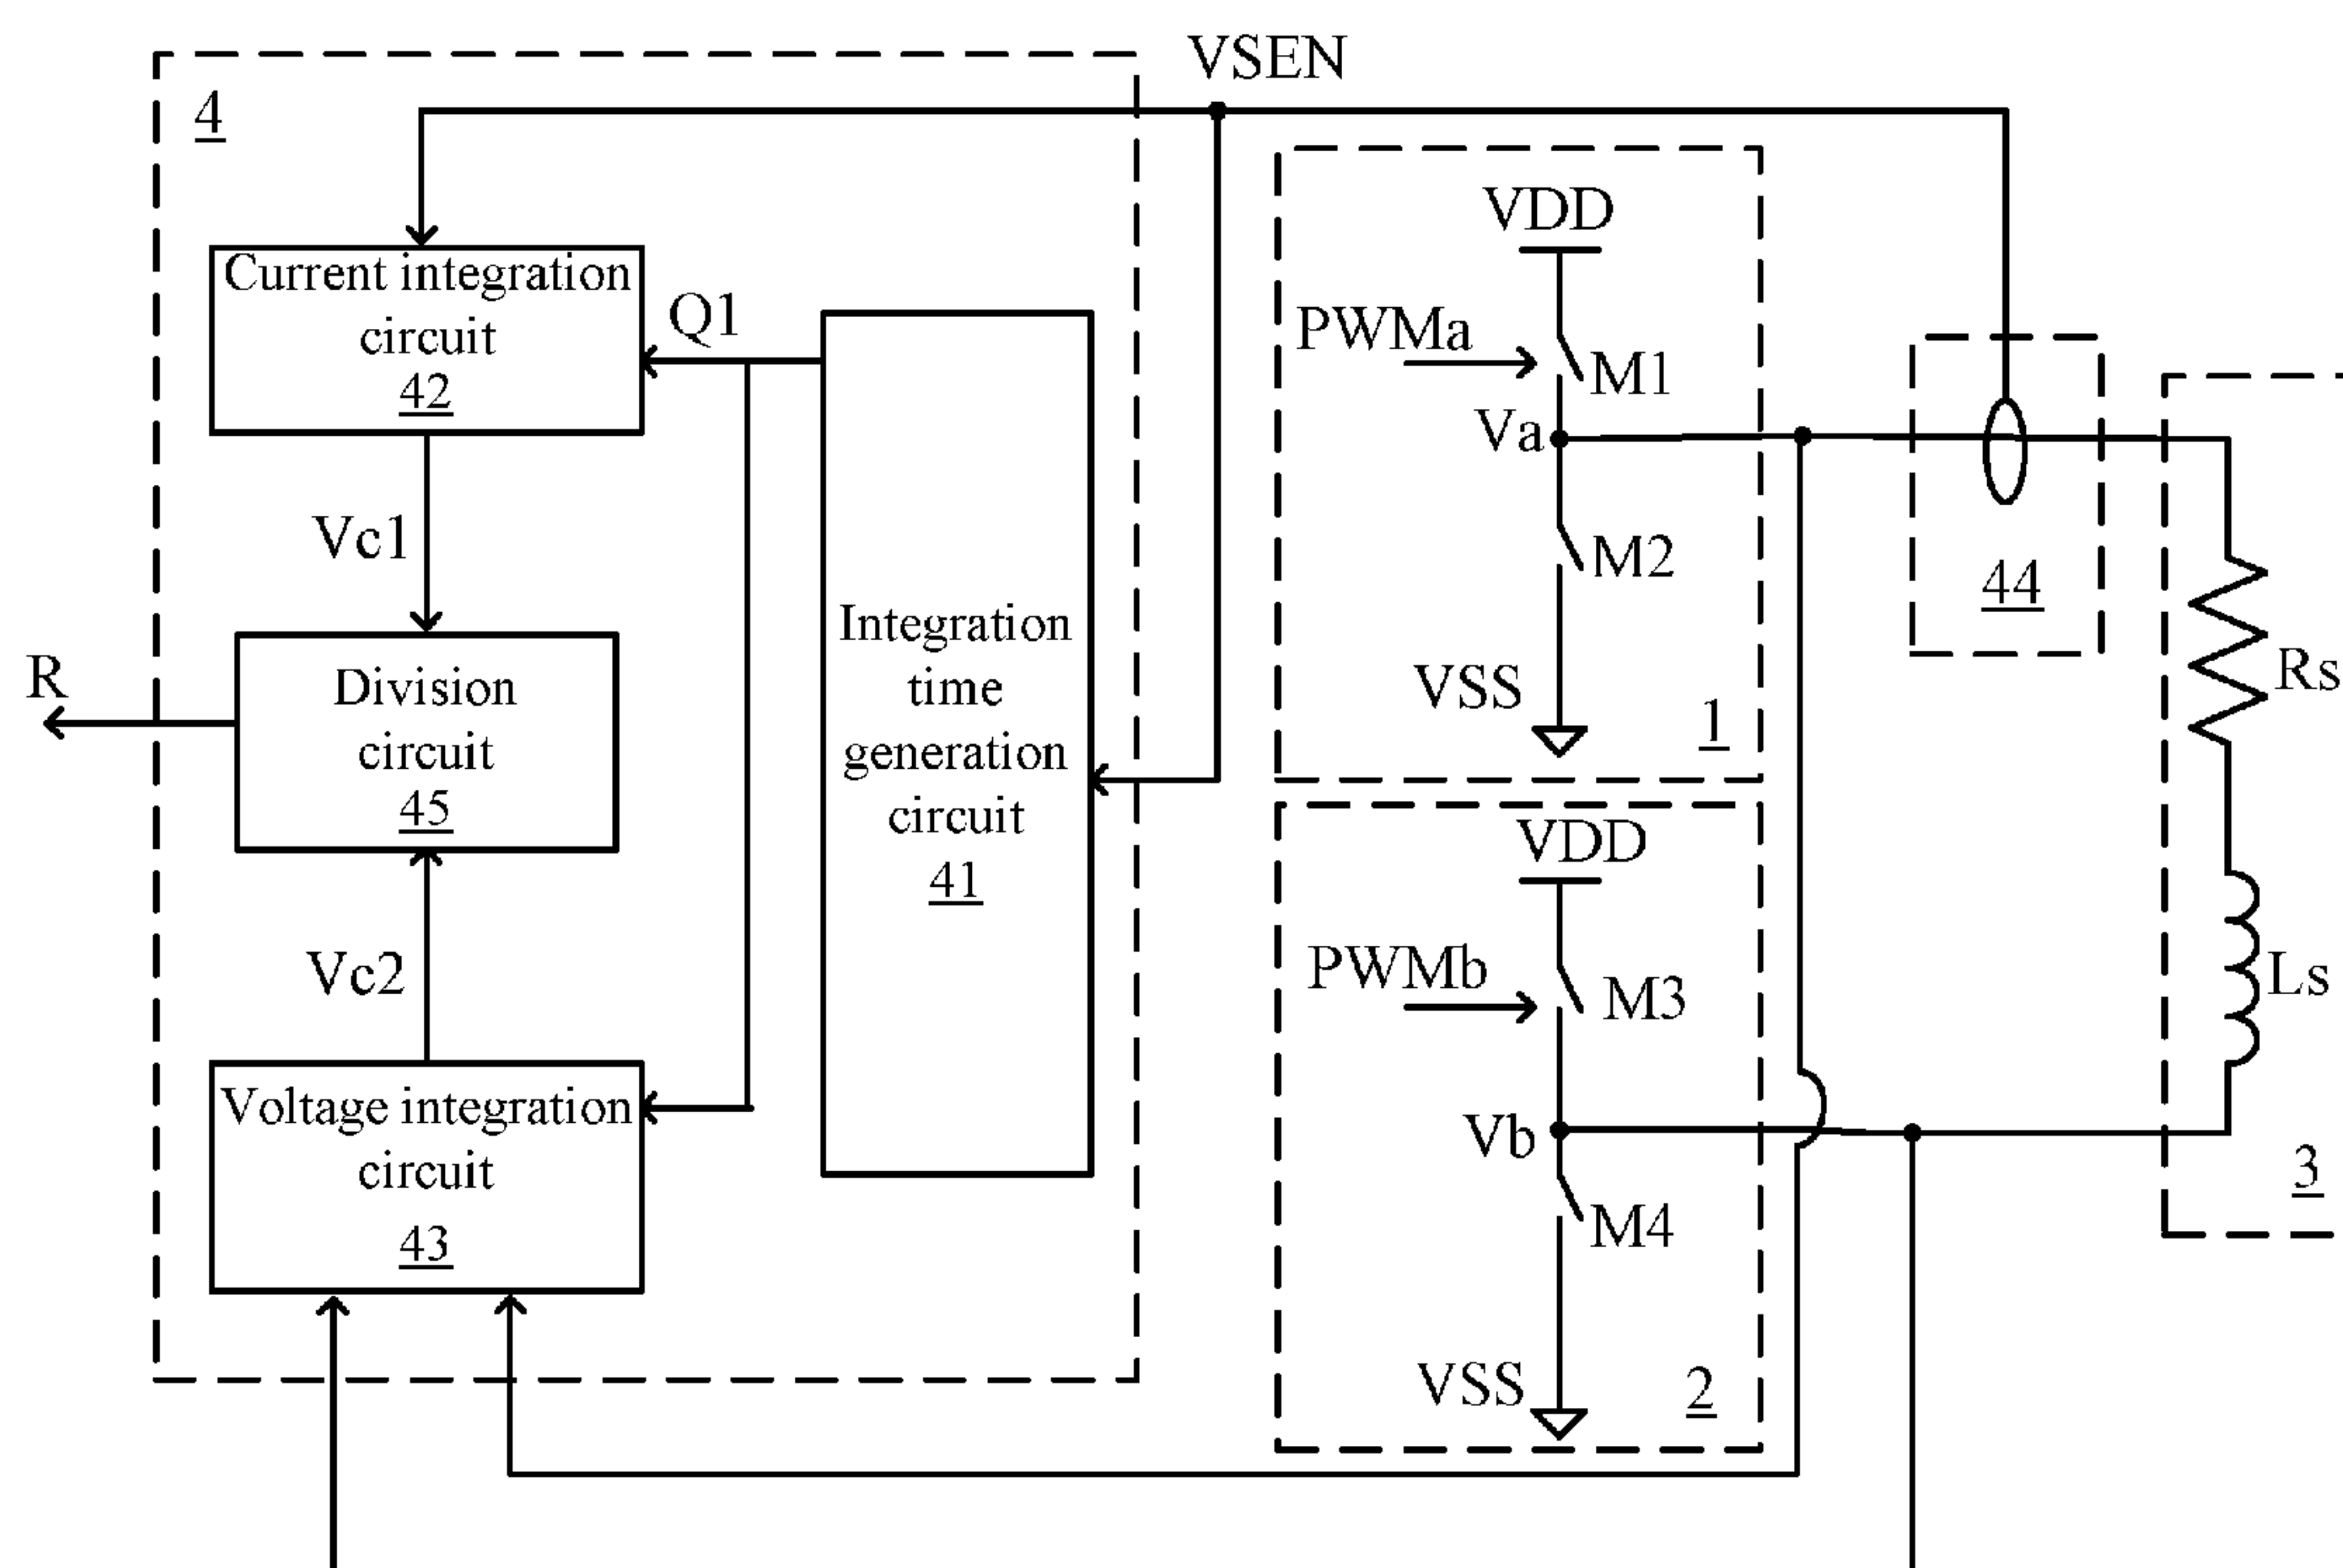 VSEN
4
Current integration
circuit
42
Q1
Vc1
Division
circuit
45
R
Vc2
Voltage integration
circuit
43
Integration
time
generation
circuit
41
VDD
PWMa
M1
Va
M2
VSS
1
VDD
PWMb
M3
Vb
M4
VSS
2
44
Rs
Ls
3